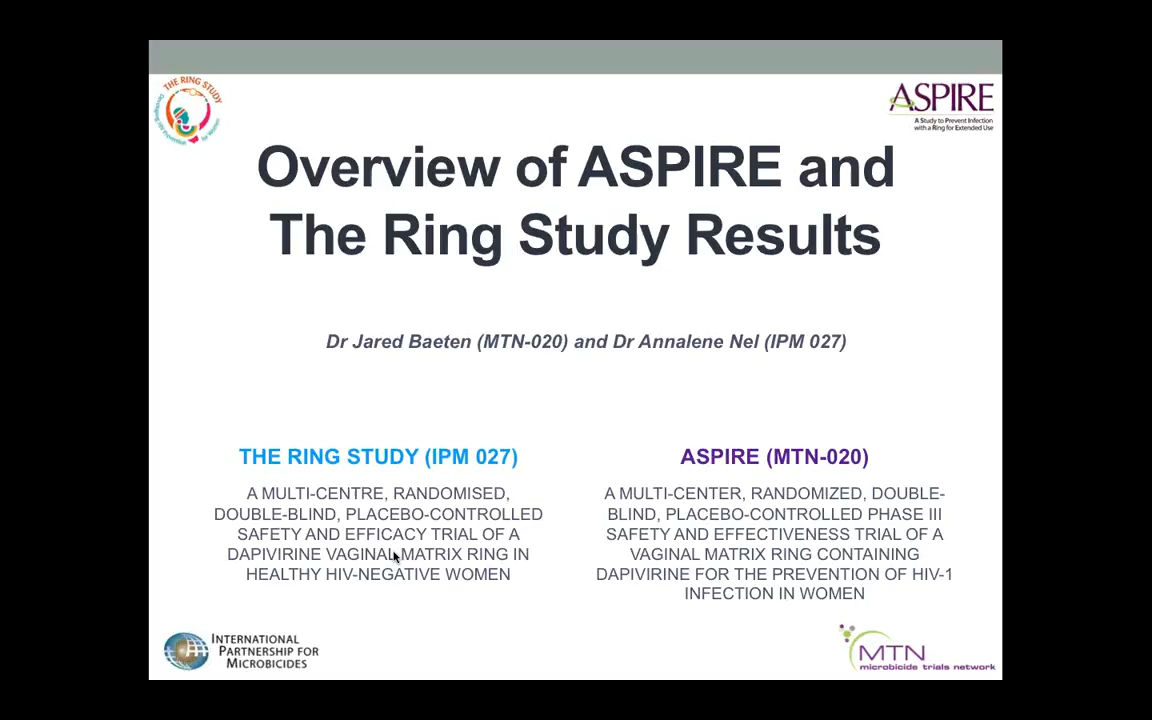 THE RING STUDY
Developing HIV Prevention for Women
ASPIRE
A Study to Prevent Infection
with a Ring for Extended Use
Overview of ASPIRE and
The Ring Study Results
Dr Jared Baeten (MTN-020) and Dr Annalene Nel (IPM 027)
THE RING STUDY (IPM 027)
A MULTI-CENTRE, RANDOMISED,
DOUBLE-BLIND, PLACEBO-CONTROLLED
SAFETY AND EFFICACY TRIAL OF A
DAPIVIRINE VAGINAL MATRIX RING IN
HEALTHY HIV-NEGATIVE WOMEN
ASPIRE (MTN-020)
A MULTI-CENTER, RANDOMIZED, DOUBLE-
BLIND, PLACEBO-CONTROLLED PHASE III
SAFETY AND EFFECTIVENESS TRIAL OF A
VAGINAL MATRIX RING CONTAINING
DAPIVIRINE FOR THE PREVENTION OF HIV-1
INFECTION IN WOMEN
INTERNATIONAL
PARTNERSHIP FOR
MICROBICIDES
MTN
microbicide trials network